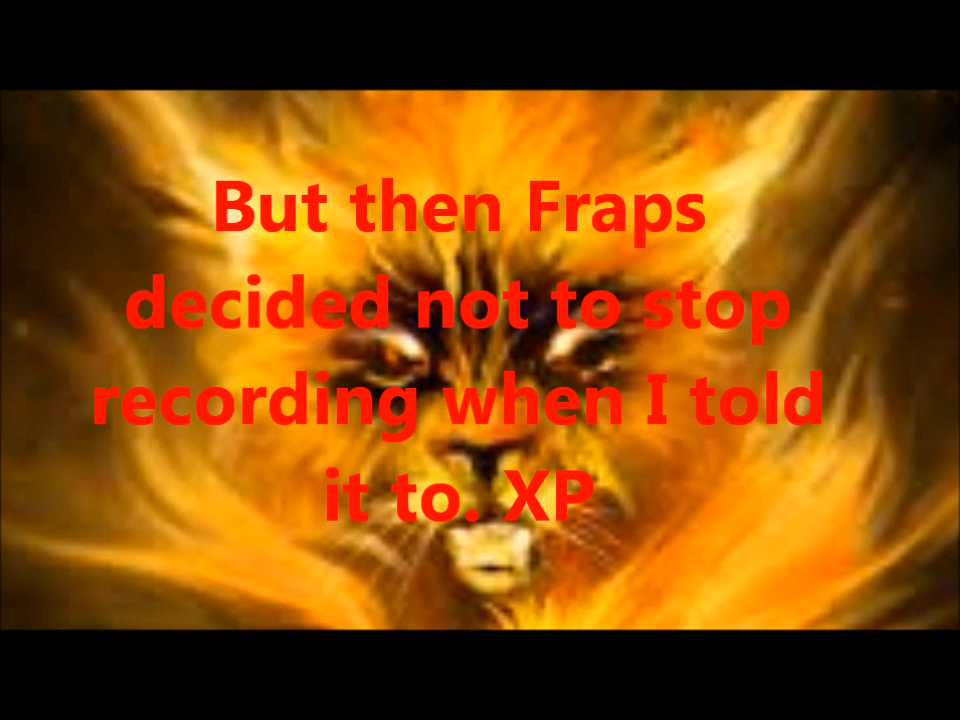 But then Fraps
decided not to stop
recording when I told
it to. XP